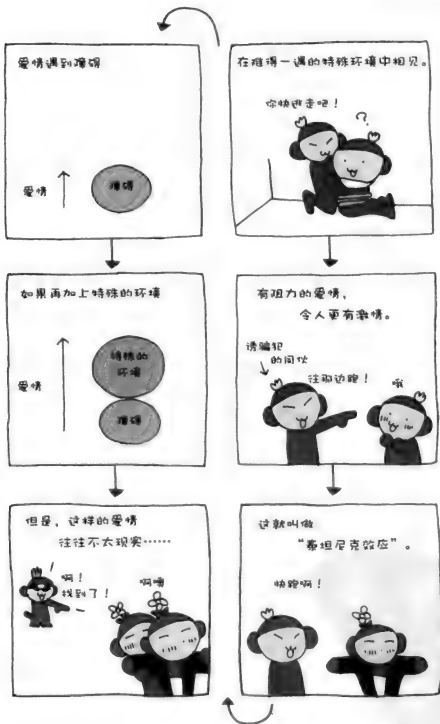 在难得一遇的特殊环境中相见。
你快逃走吧！
?
有阻力的爱情，
令人更有激情。
诱骗犯
的同伙
往那边跑！
哦
这就叫做
“泰坦尼克效应”。
快跑啊！
爱情遇到障碍
爱情
障碍
如果再加上特殊的环境
爱情
特殊的
环境
障碍
但是，这样的爱情
往往不太现实……
啊！
找到了！
啊噢